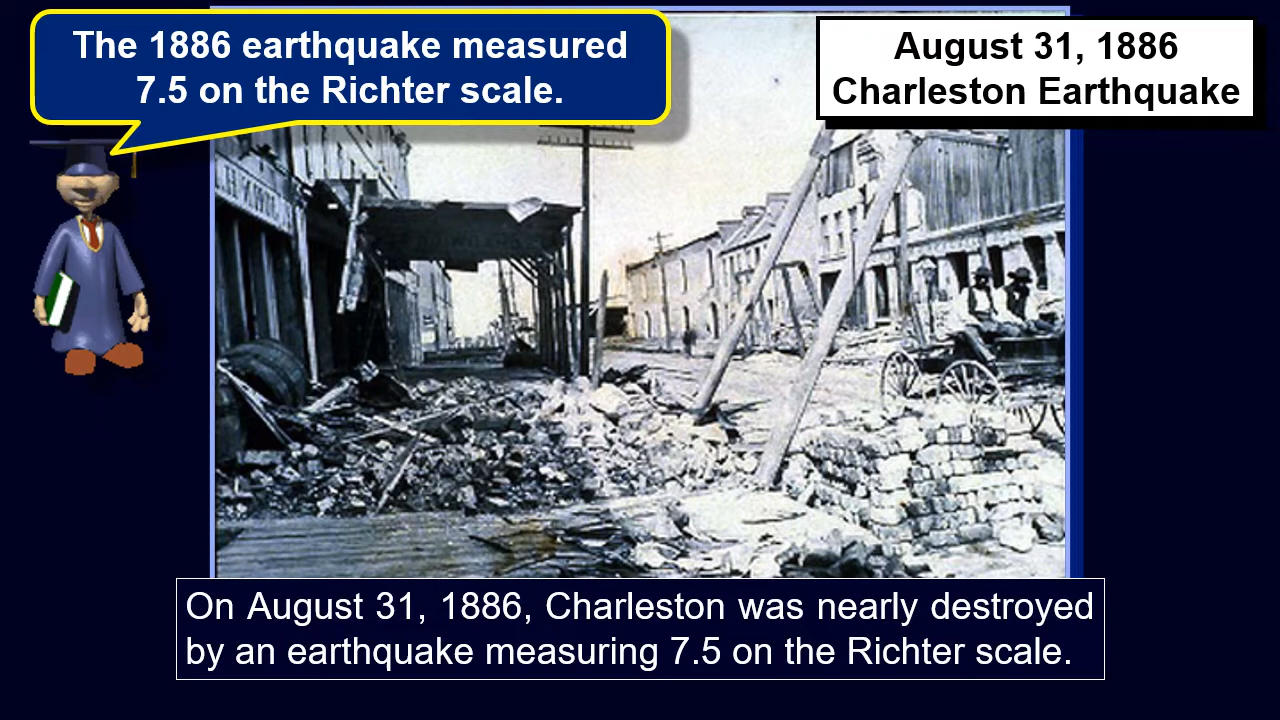 The 1886 earthquake measured
7.5 on the Richter scale.
August 31, 1886
Charleston Earthquake
On August 31, 1886, Charleston was nearly destroyed
by an earthquake measuring 7.5 on the Richter scale.